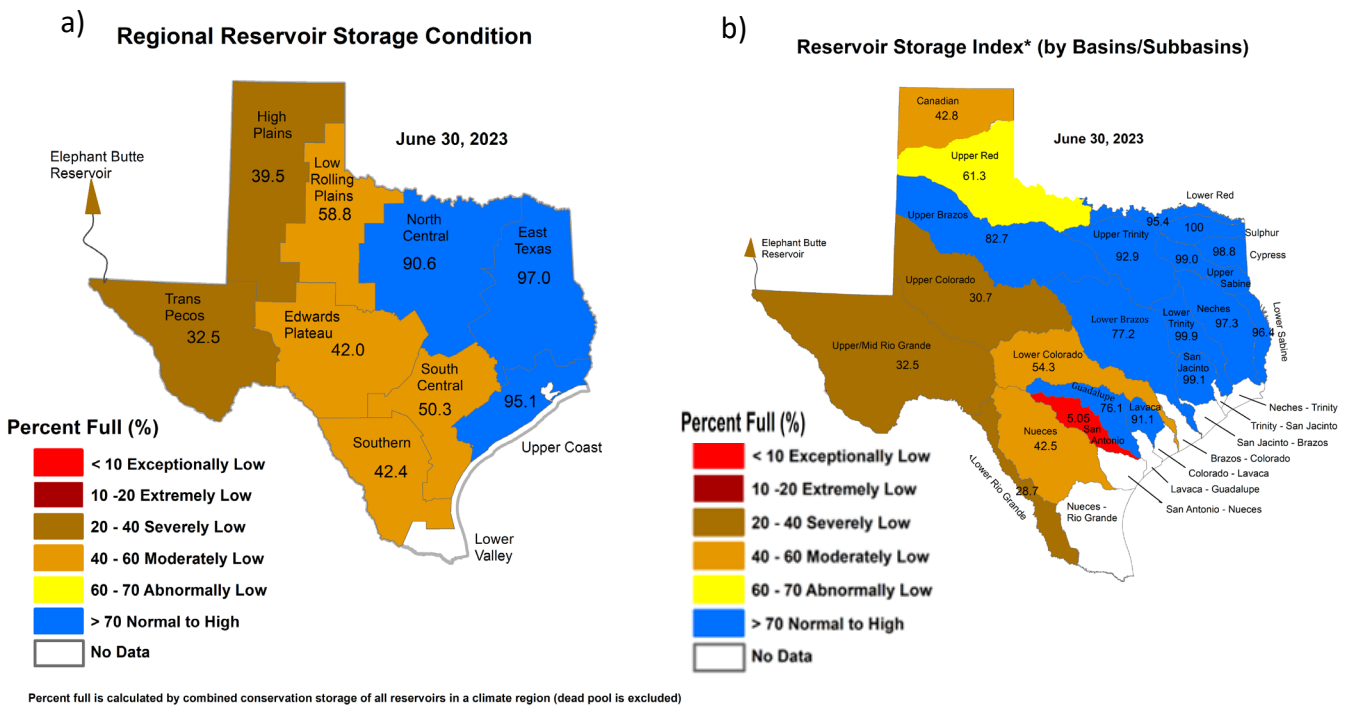 a)
Regional Reservoir Storage Condition
June 30, 2023
High
Plains
39.5
Elephant Butte
Reservoir
Low
Rolling
Plains
58.8
North
Central
90.6
East
Texas
97.0
Trans
Pecos
32.5
Edwards
Plateau
42.0
South
Central
50.3
95.1
Upper Coast
Southern
42.4
Lower
Valley
Percent Full (%)
< 10 Exceptionally Low
10 -20 Extremely Low
20 - 40 Severely Low
40 - 60 Moderately Low
60 - 70 Abnormally Low
> 70 Normal to High
No Data
Percent full is calculated by combined conservation storage of all reservoirs in a climate region (dead pool is excluded)
b)
Reservoir Storage Index* (by Basins/Subbasins)
June 30, 2023
Canadian
42.8
Upper Red
61.3
Lower Red
95.4
100
Sulphur
Upper Brazos
82.7
Upper Trinity
92.9
99.0
98.8
Cypress
Upper
Sabine
Elephant Butte
Reservoir
Upper Colorado
30.7
Lower Brazos
77.2
Lower
Trinity
99.9
Neches
97.3
96.4
Lower Sabine
Upper/Mid Rio Grande
32.5
Lower Colorado
54.3
San
Jacinto
99.1
Guadalupe
76.1
Lavaca
91.1
5.05
San
Antonio
Nueces
42.5
Lower Rio Grande
28.7
Nueces -
Rio Grande
Neches - Trinity
Trinity - San Jacinto
San Jacinto - Brazos
Brazos - Colorado
Colorado - Lavaca
Lavaca - Guadalupe
San Antonio - Nueces
Percent Full (%)
< 10 Exceptionally Low
10 -20 Extremely Low
20 - 40 Severely Low
40 - 60 Moderately Low
60 - 70 Abnormally Low
> 70 Normal to High
No Data